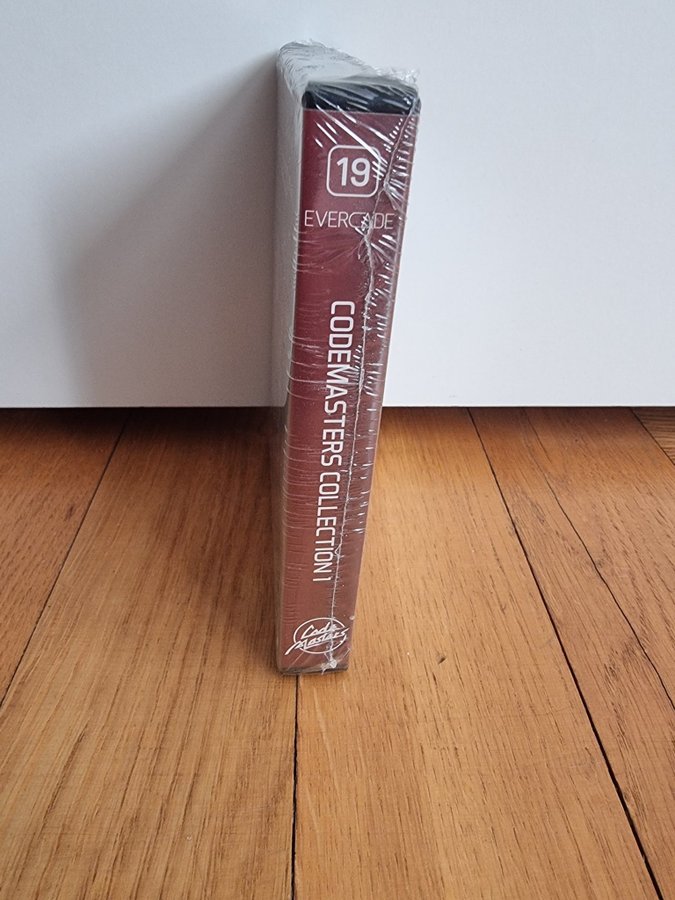 19
EVERCADE
CODEMASTERS COLLECTION 1
Code
Masters